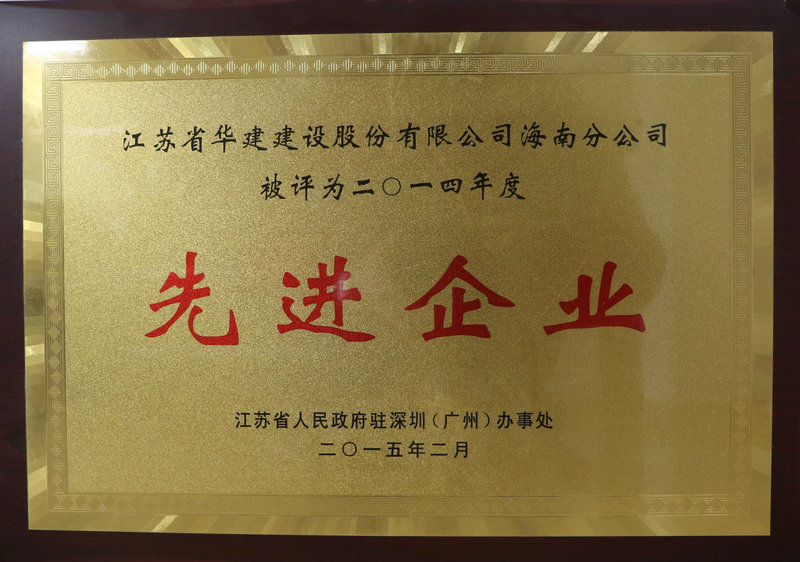 江苏省华建建设股份有限公司海南分公司
被评为二〇一四年度
先进企业
江苏省人民政府驻深圳（广州）办事处
二〇一五年二月